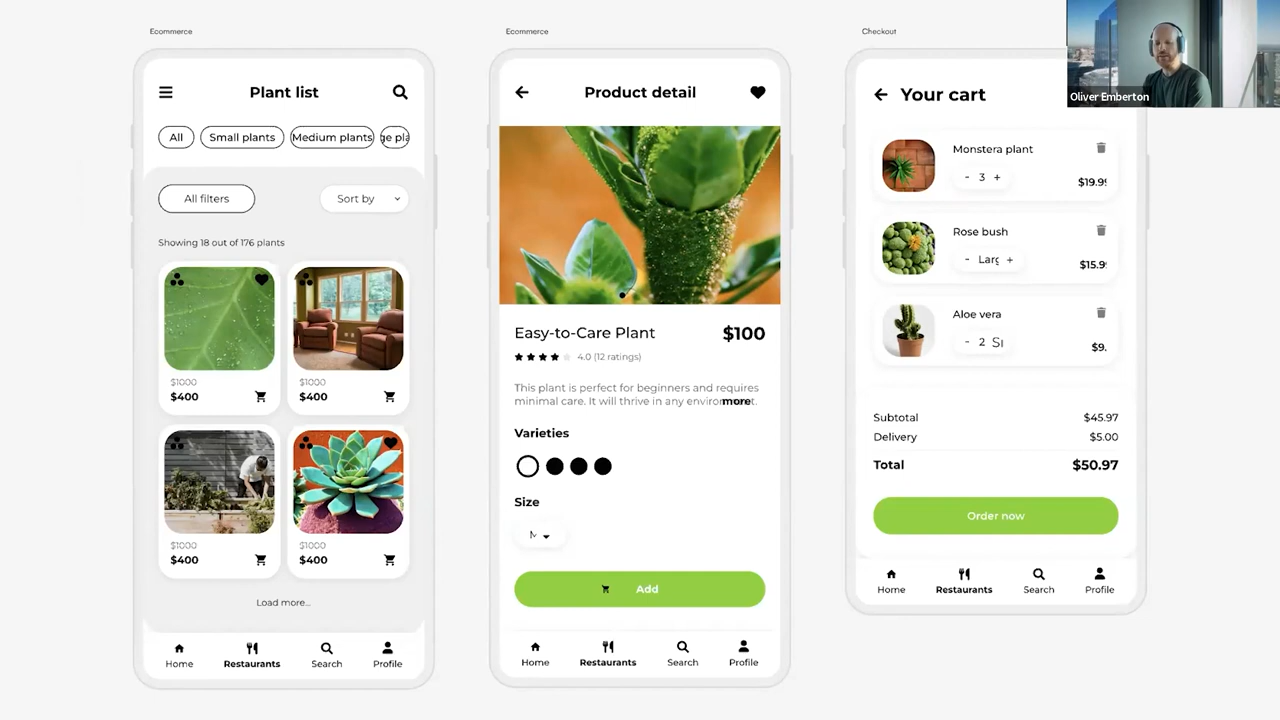 Ecommerce
Plant list
All
Small plants
Medium plants
ge pla
All filters
Sort by
Showing 18 out of 176 plants
$1000
$400
$1000
$400
$1000
$400
$1000
$400
Load more...
Home
Restaurants
Search
Profile
Ecommerce
Product detail
Easy-to-Care Plant
$100
4.0 (12 ratings)
This plant is perfect for beginners and requires
minimal care. It will thrive in any more
Varieties
Size
Add
Home
Restaurants
Search
Profile
Checkout
Your cart
Monstera plant
- 3 +
$19.99
Rose bush
- Larg +
$15.9
Aloe vera
- 2
$9.
Subtotal
$45.97
Delivery
$5.00
Total
$50.97
Order now
Home
Restaurants
Search
Profile
Oliver Emberton